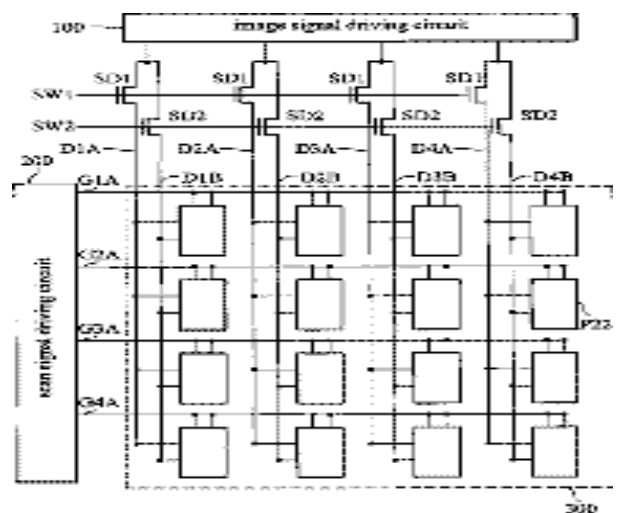 100
image signal driving circuit
SD1 SD1 SD1 SD1
SW1
SD2 SD2 SD2 SD2
SW2
D1A D2A D3A D4A
200
G1A D1B D2B D3B D4B
G2A
scan signal driving circuit
P22
G3A
G4A
300